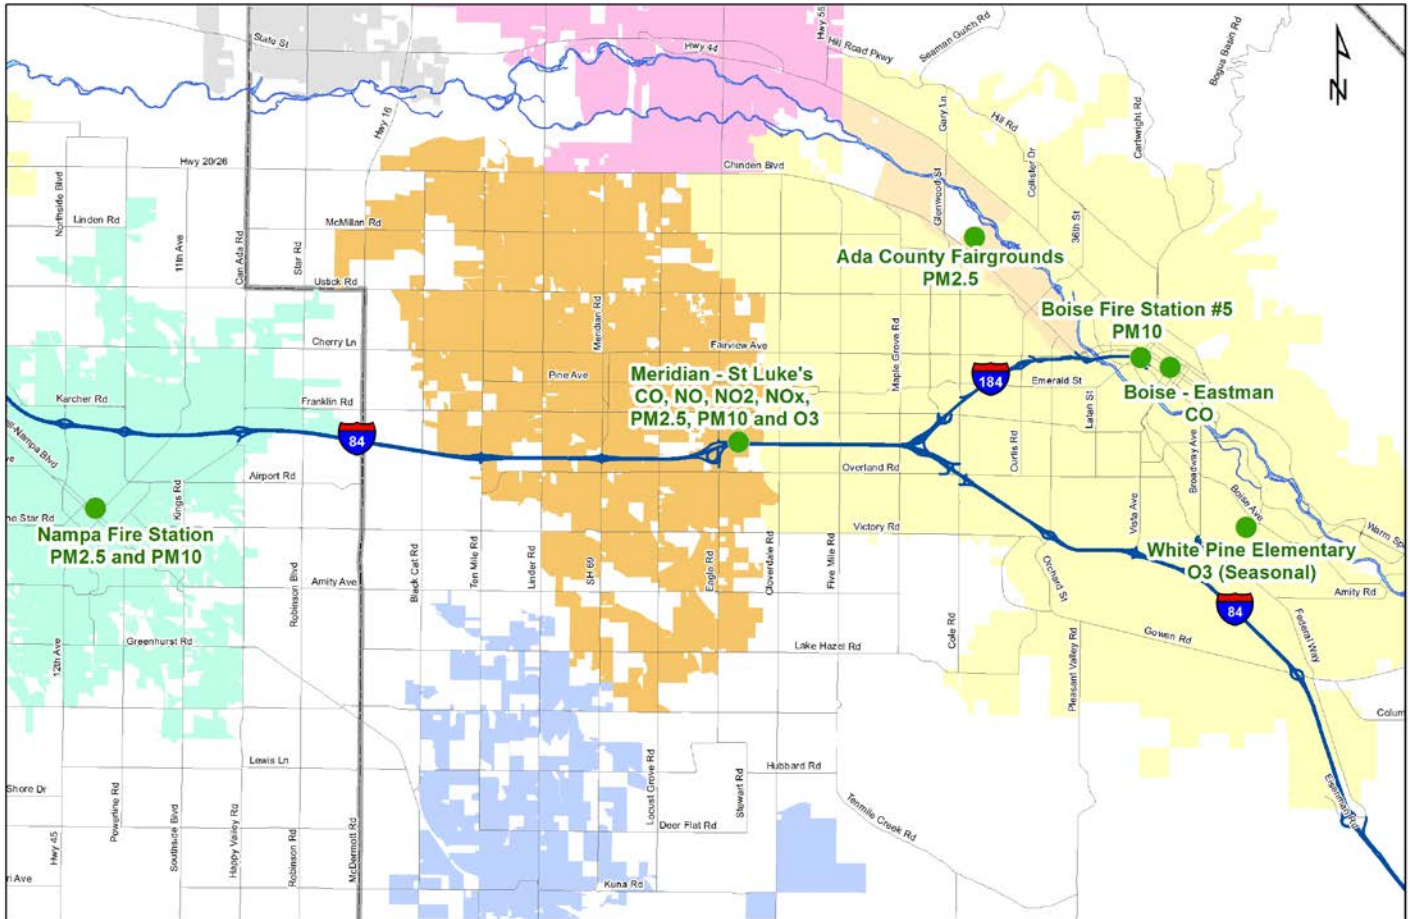 State St
Hwy 44
Hwy 55
Hill Road Pkwy
Seaman Gulch Rd
Bogus Basin Rd
N
Hwy 16
Gary Ln
Hill Rd
Cartwright Rd
Hwy 20/26
Chinden Blvd
Collister Dr
Northside Blvd
Linden Rd
11th Ave
Can Ada Rd
Star Rd
McMillan Rd
Glenwood St
36th St
Ada County Fairgrounds
PM2.5
Ustick Rd
Meridian Rd
Maple Grove Rd
Boise Fire Station #5
PM10
Cherry Ln
Fairview Ave
Pine Ave
Meridian - St Luke's
CO, NO, NO2, NOx,
PM2.5, PM10 and O3
184
Emerald St
Latah St
Boise - Eastman
CO
Karcher Rd
Franklin Rd
84
Curtis Rd
Broadway Ave
Nampa Blvd
Airport Rd
Overland Rd
Kings Rd
Star Rd
Nampa Fire Station
PM2.5 and PM10
Victory Rd
Vista Ave
Boise Ave
White Pine Elementary
O3 (Seasonal)
Robinson Blvd
Amity Ave
Black Cat Rd
Ten Mile Rd
Linder Rd
SH 69
Eagle Rd
Cloverdale Rd
Five Mile Rd
Orchard St
84
Amity Rd
12th Ave
Greenhurst Rd
Lake Hazel Rd
Cole Rd
Pleasant Valley Rd
Gowen Rd
Federal Way
Lewis Ln
Locust Grove Rd
Stewart Rd
Hubbard Rd
Shore Dr
Powerline Rd
Southside Blvd
Happy Valley Rd
Robinson Rd
McDermott Rd
Deer Flat Rd
Tenmile Creek Rd
Eisenman Rd
Hwy 45
Kuna Rd